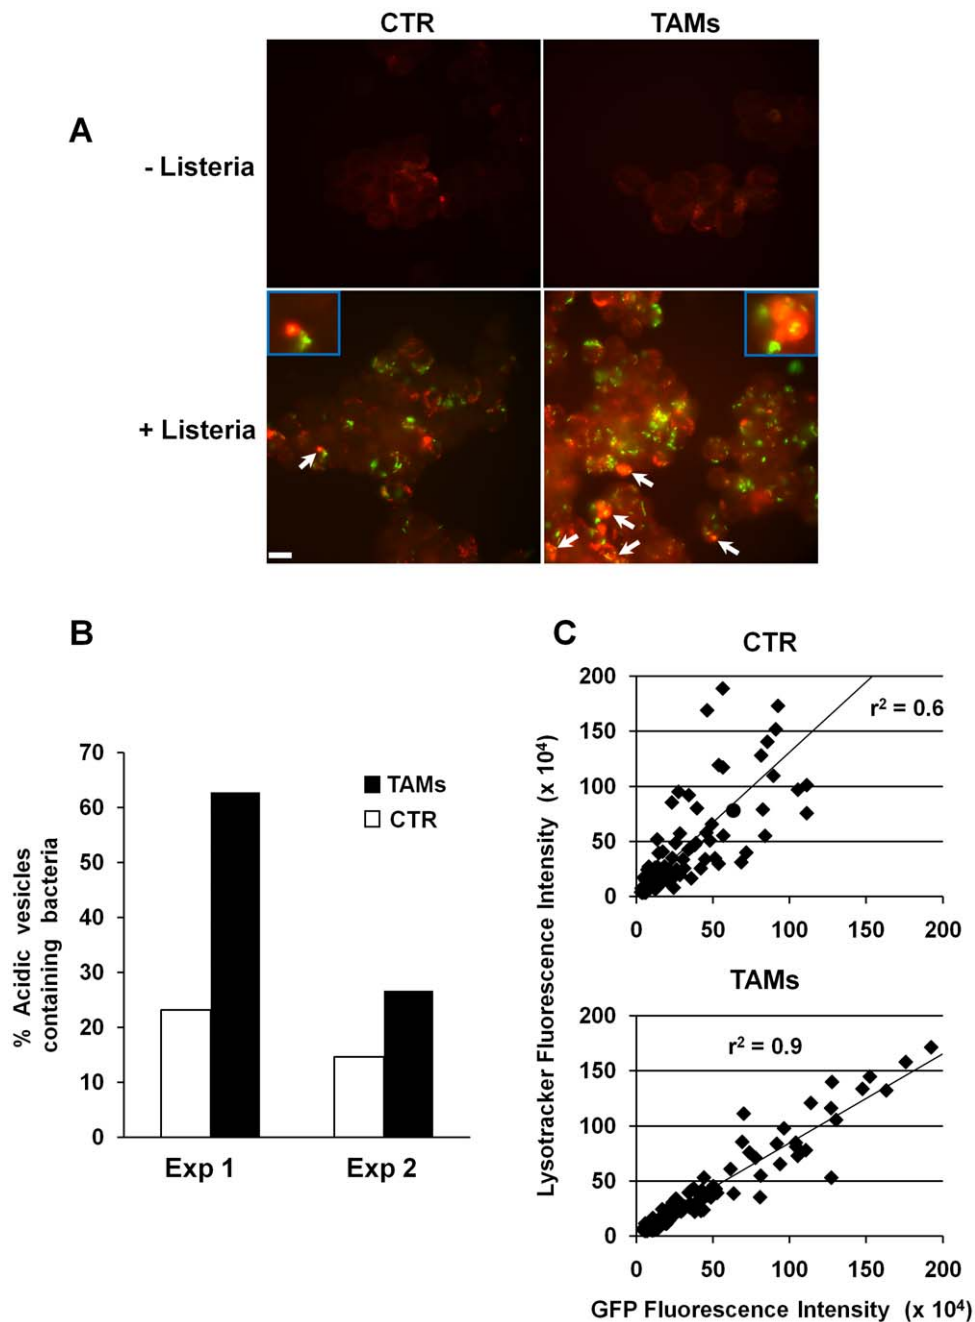 CTR TAMs
A
- Listeria
+ Listeria
B
% Acidic vesicles
containing bacteria
70
60
50
40
30
20
10
0
TAMs
CTR
Exp 1 Exp 2
C
CTR
Lysotracker Fluorescence Intensity (x 10⁴)
200
150
100
50
0
r² = 0.6
0 50 100 150 200
TAMs
200
150
100
50
0
r² = 0.9
0 50 100 150 200
GFP Fluorescence Intensity (x 10⁴)